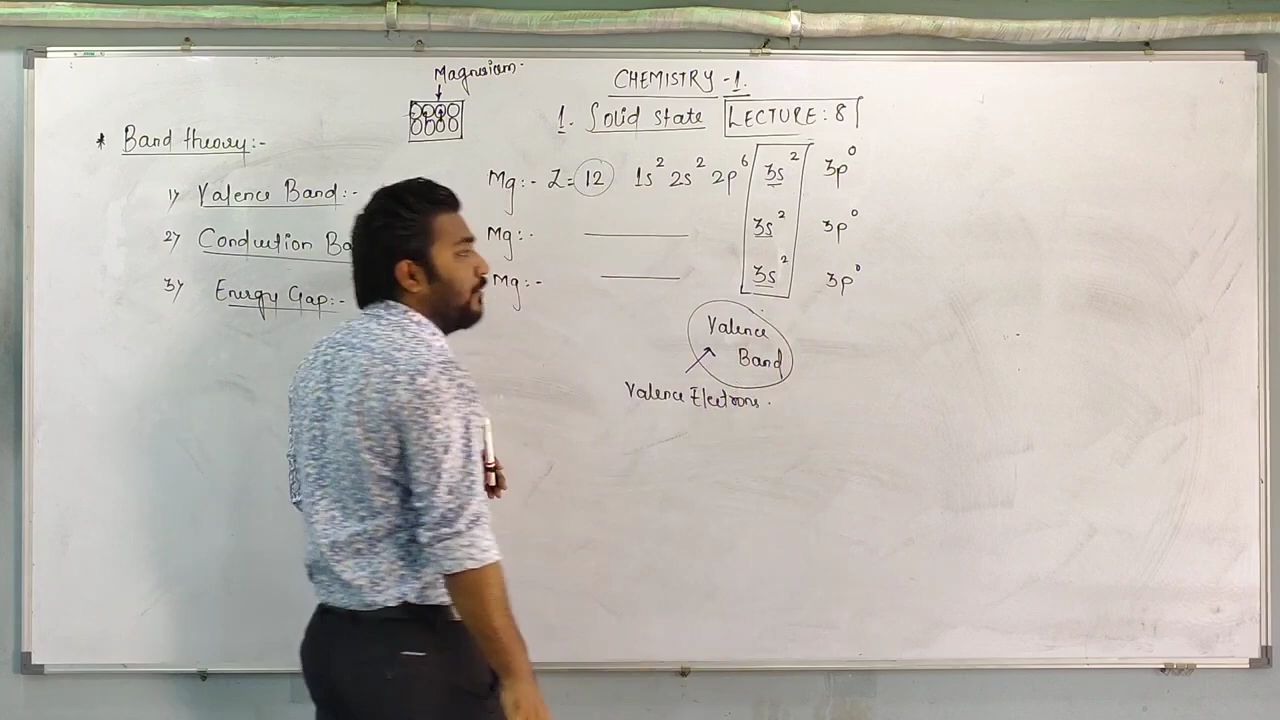 Magnesium.
CHEMISTRY - 1.
1. Solid state LECTURE: 8
* Band theory:-
1) Valence Band:-
2) Conduction Ba
3) Energy Gap:-
Mg:- Z=12 1s² 2s² 2p⁶ 3s² 3p⁰
Mg:- 3s² 3p⁰
Mg:- 3s² 3p⁰
Valence
Band
Valence Electrons.